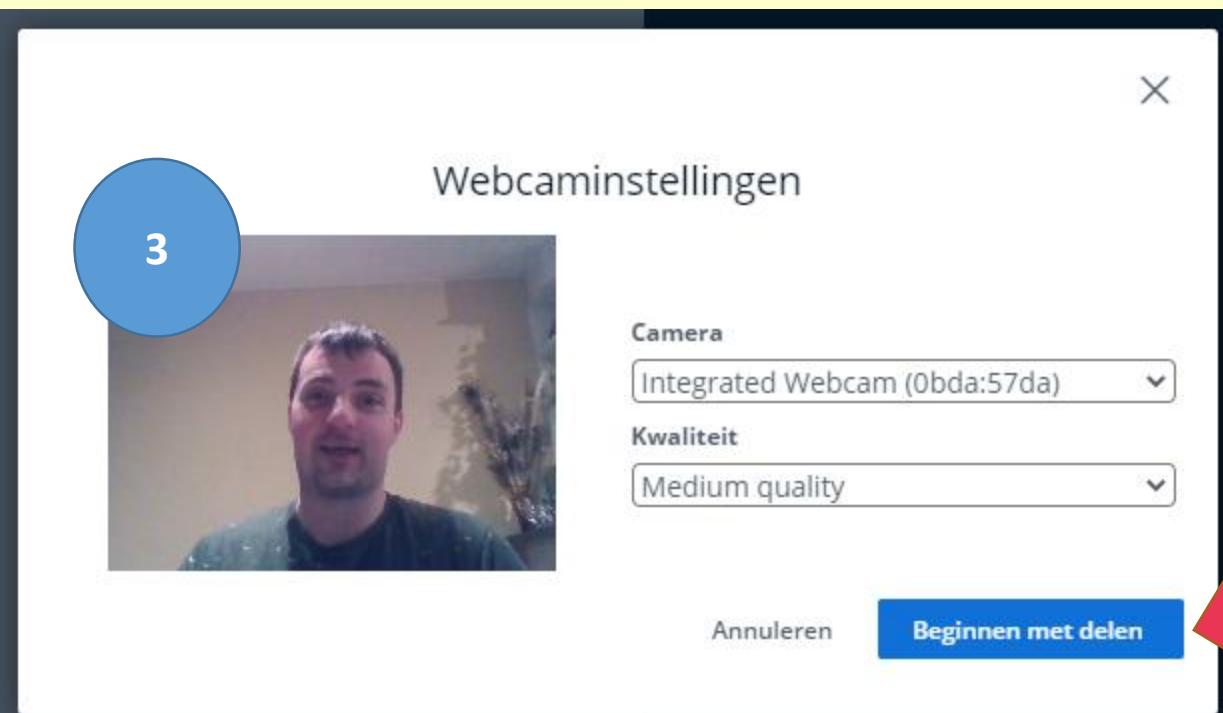 Webcaminstellingen
3
Camera
Integrated Webcam (0bda:57da)
Kwaliteit
Medium quality
Annuleren
Beginnen met delen